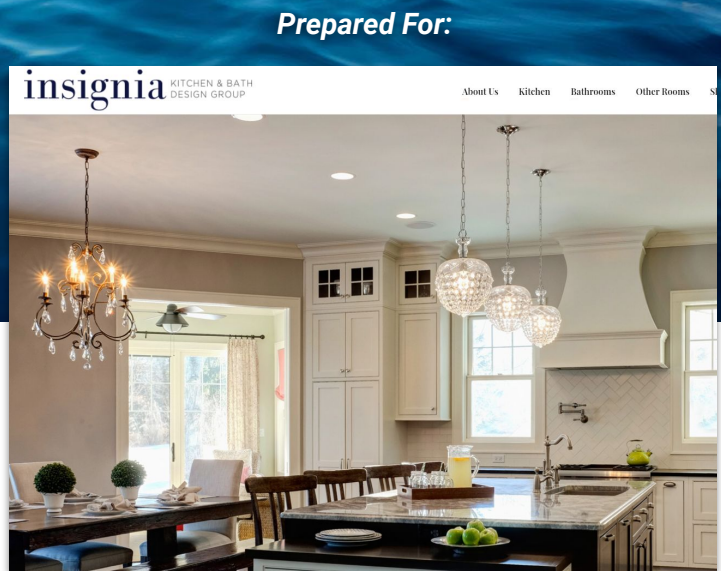 Prepared For:
insignia KITCHEN & BATH
DESIGN GROUP
About Us Kitchen Bathrooms Other Rooms